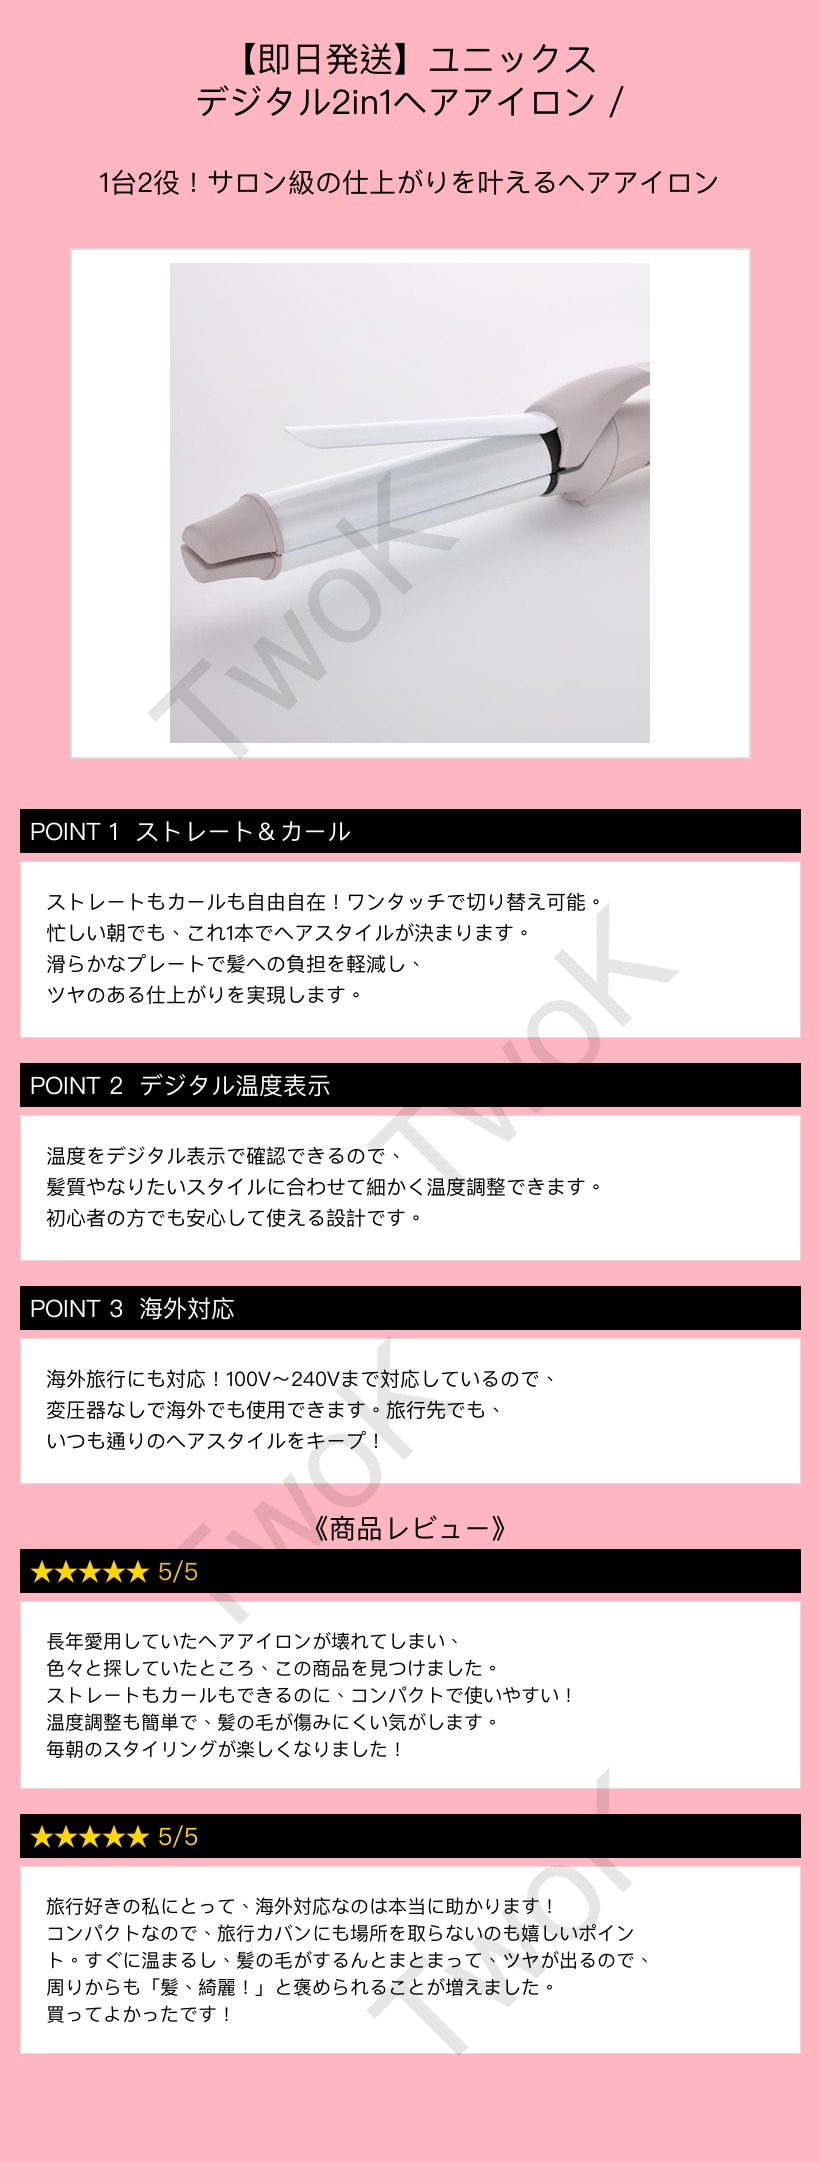 【即日発送】ユニックス
デジタル2in1ヘアアイロン /
1台2役！サロン級の仕上がりを叶えるヘアアイロン
TwoK
POINT 1 ストレート＆カール
ストレートもカールも自由自在！ワンタッチで切り替え可能。
忙しい朝でも、これ1本でヘアスタイルが決まります。
滑らかなプレートで髪への負担を軽減し、
ツヤのある仕上がりを実現します。
TwoK
POINT 2 デジタル温度表示
温度をデジタル表示で確認できるので、
髪質やなりたいスタイルに合わせて細かく温度調整できます。
初心者の方でも安心して使える設計です。
POINT 3 海外対応
海外旅行にも対応！100V～240Vまで対応しているので、
変圧器なしで海外でも使用できます。旅行先でも、
いつも通りのヘアスタイルをキープ！
TwoK
《商品レビュー》
★★★★★ 5/5
長年愛用していたヘアアイロンが壊れてしまい、
色々と探していたところ、この商品を見つけました。
ストレートもカールもできるのに、コンパクトで使いやすい！
温度調整も簡単で、髪の毛が傷みにくい気がします。
毎朝のスタイリングが楽しくなりました！
★★★★★ 5/5
旅行好きの私にとって、海外対応なのは本当に助かります！
コンパクトなので、旅行カバンにも場所を取らないのも嬉しいポイン
ト。すぐに温まるし、髪の毛がするんとまとまって、ツヤが出るので、
周りからも「髪、綺麗！」と褒められることが増えました。
買ってよかったです！
TwoK